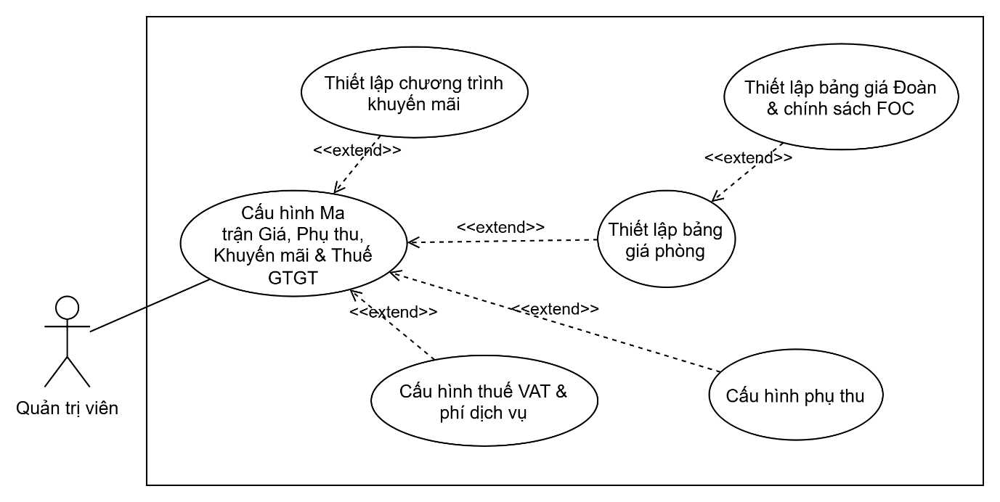 Thiết lập chương trình
khuyến mãi
Thiết lập bảng giá Đoàn
& chính sách FOC
<<extend>>
<<extend>>
Cấu hình Ma
trận Giá, Phụ thu,
Khuyến mãi & Thuế
GTGT
<<extend>>
Thiết lập bảng
giá phòng
<<extend>>
<<extend>>
Cấu hình thuế VAT &
phí dịch vụ
Cấu hình phụ thu
Quản trị viên